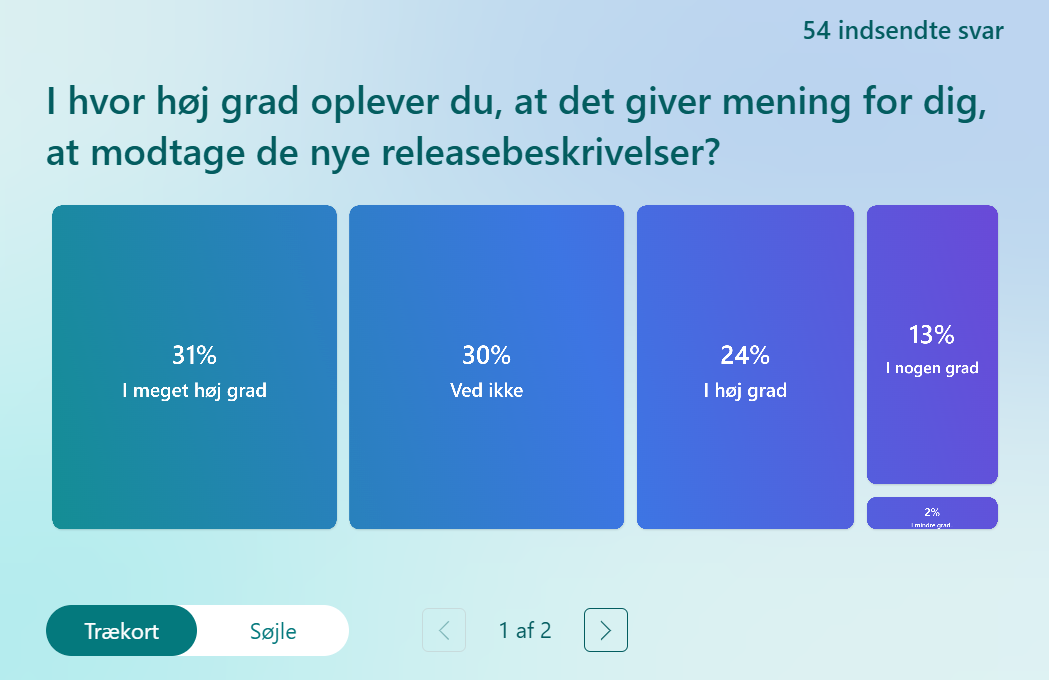 54 indsendte svar
I hvor høj grad oplever du, at det giver mening for dig,
at modtage de nye releasebeskrivelser?
31%
I meget høj grad
30%
Ved ikke
24%
I høj grad
13%
I nogen grad
2%
I mindre grad
Trækort
Søjle
1 af 2